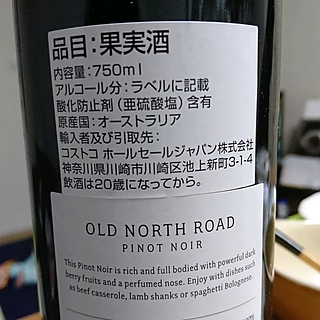 品目:果実酒
内容量:750ml
アルコール分:ラベルに記載
酸化防止剤(亜硫酸塩)含有
原産国:オーストラリア
輸入者及び引取先:
コストコ ホールセールジャパン株式会社
神奈川県川崎市川崎区池上新町3-1-4
飲酒は20歳になってから。
OLD NORTH ROAD
PINOT NOIR
This Pinot Noir is rich and full bodied with powerful dark
berry fruits and a perfumed nose. Enjoy with dishes such
as beef casserole, lamb shanks or spaghetti Bolognese.